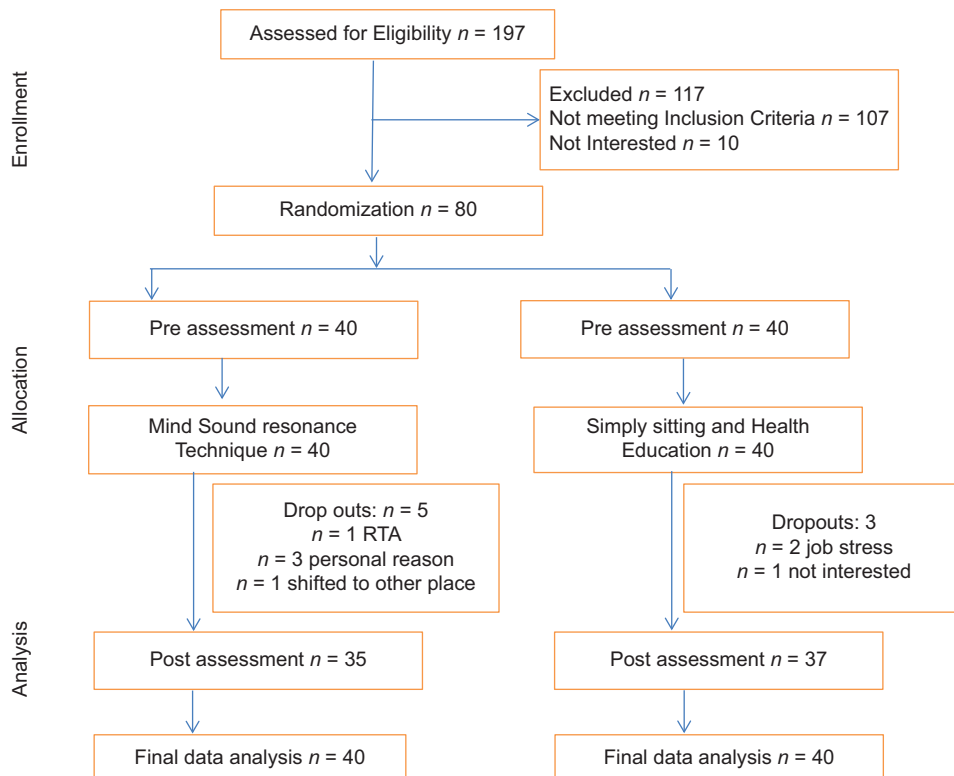 Assessed for Eligibility n = 197
Enrollment
Excluded n = 117
Not meeting Inclusion Criteria n = 107
Not Interested n = 10
Randomization n = 80
Allocation
Pre assessment n = 40
Pre assessment n = 40
Mind Sound resonance
Technique n = 40
Simply sitting and Health
Education n = 40
Drop outs: n = 5
n = 1 RTA
n = 3 personal reason
n = 1 shifted to other place
Dropouts: 3
n = 2 job stress
n = 1 not interested
Analysis
Post assessment n = 35
Post assessment n = 37
Final data analysis n = 40
Final data analysis n = 40